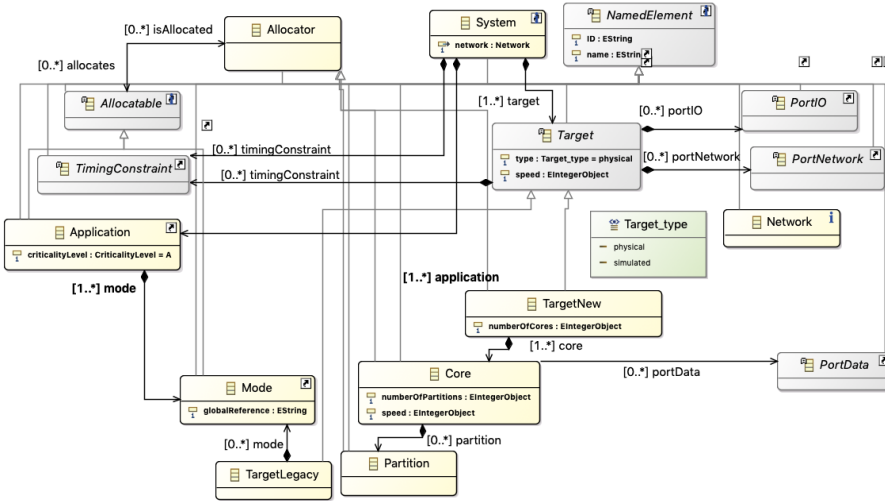 [0..*] isAllocated
Allocator
System
network : Network
NamedElement
ID : EString
name : EString
[0..*] allocates
Allocatable
[1..*] target
[0..*] portIO
PortIO
Target
type : Target_type = physical
speed : EIntegerObject
[0..*] timingConstraint
TimingConstraint
[0..*] timingConstraint
[0..*] portNetwork
PortNetwork
Application
criticalityLevel : CriticalityLevel = A
Target_type
physical
simulated
Network
[1..*] mode
[1..*] application
TargetNew
numberOfCores : EIntegerObject
[1..*] core
Mode
globalReference : EString
Core
numberOfPartitions : EIntegerObject
speed : EIntegerObject
[0..*] portData
PortData
[0..*] mode
[0..*] partition
TargetLegacy
Partition